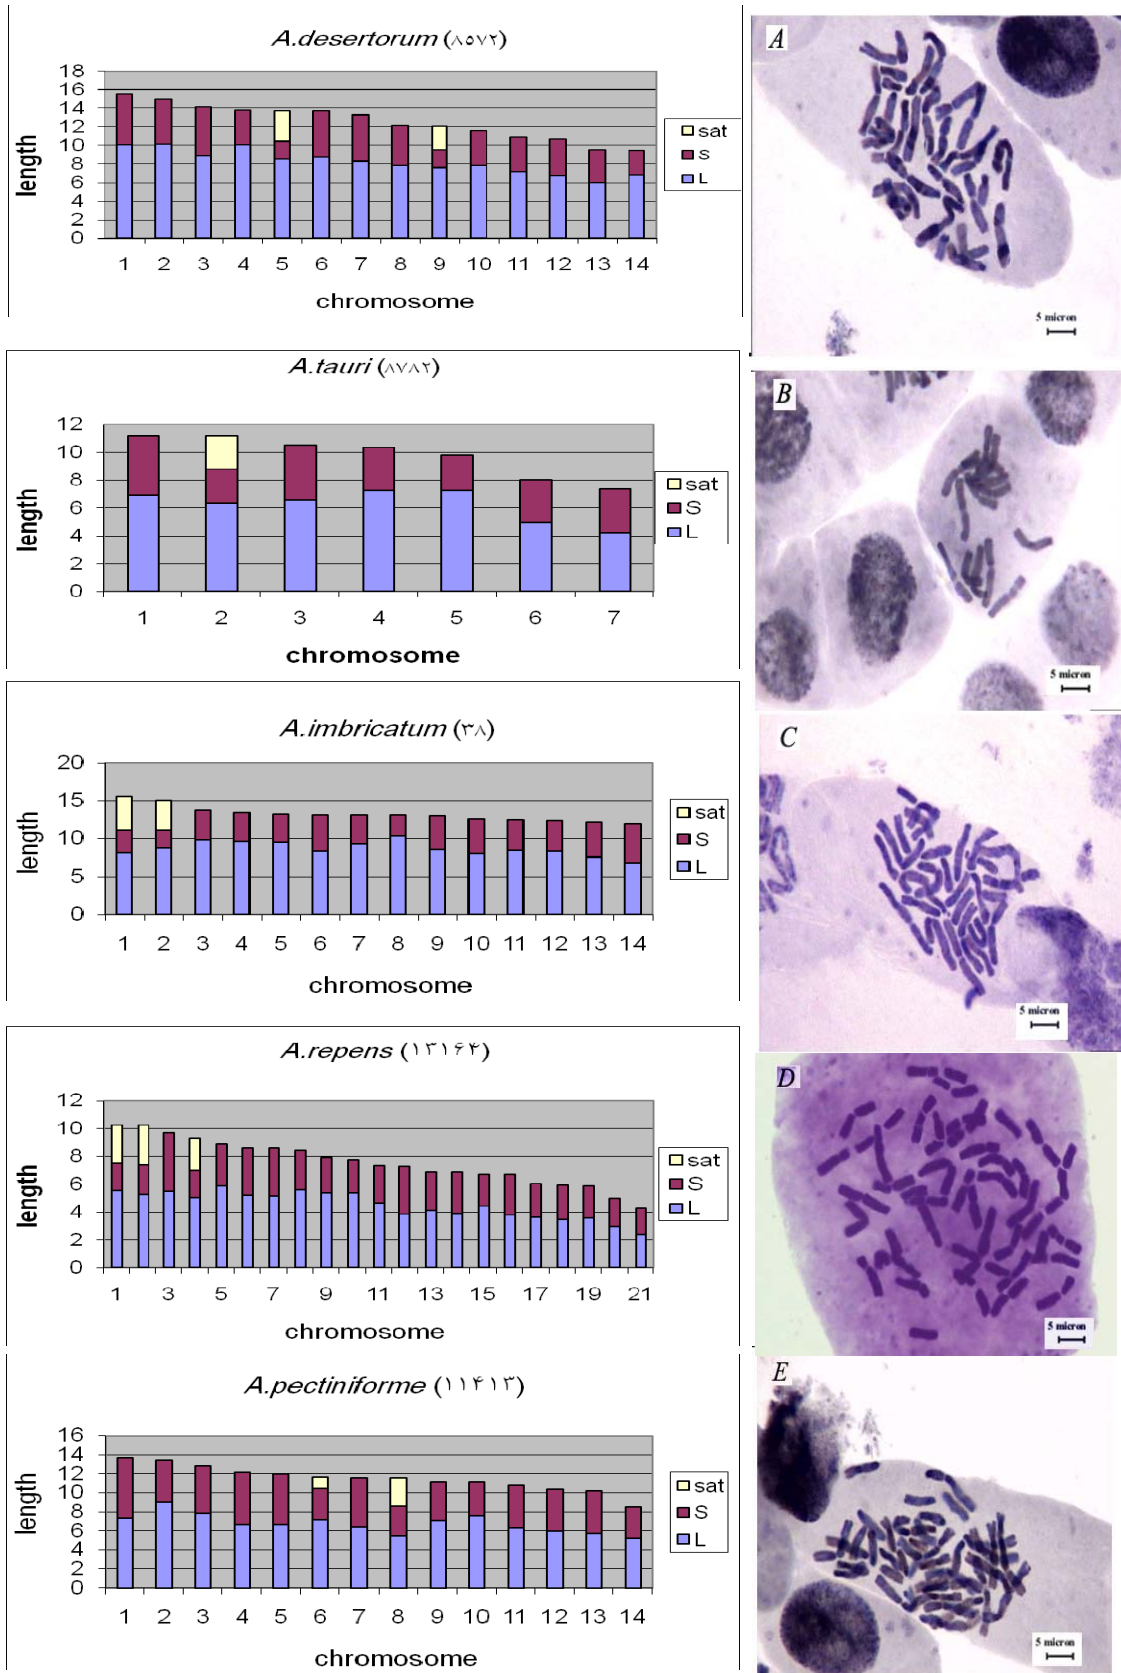 A.desertorum (۸۵۷۲)
18
16
14
12
10
8
6
4
2
0
length
1 2 3 4 5 6 7 8 9 10 11 12 13 14
chromosome
sat
S
L
A
5 micron
A.tauri (۸۷۸۲)
12
10
8
6
4
2
0
length
1 2 3 4 5 6 7
chromosome
sat
S
L
B
5 micron
A.imbricatum (۳۸)
20
15
10
5
0
length
1 2 3 4 5 6 7 8 9 10 11 12 13 14
chromosome
sat
S
L
C
5 micron
A.repens (۱۳۱۶۴)
12
10
8
6
4
2
0
length
1 3 5 7 9 11 13 15 17 19 21
chromosome
sat
S
L
D
5 micron
A.pectiniforme (۱۱۴۱۳)
16
14
12
10
8
6
4
2
0
length
1 2 3 4 5 6 7 8 9 10 11 12 13 14
chromosome
sat
S
L
E
5 micron